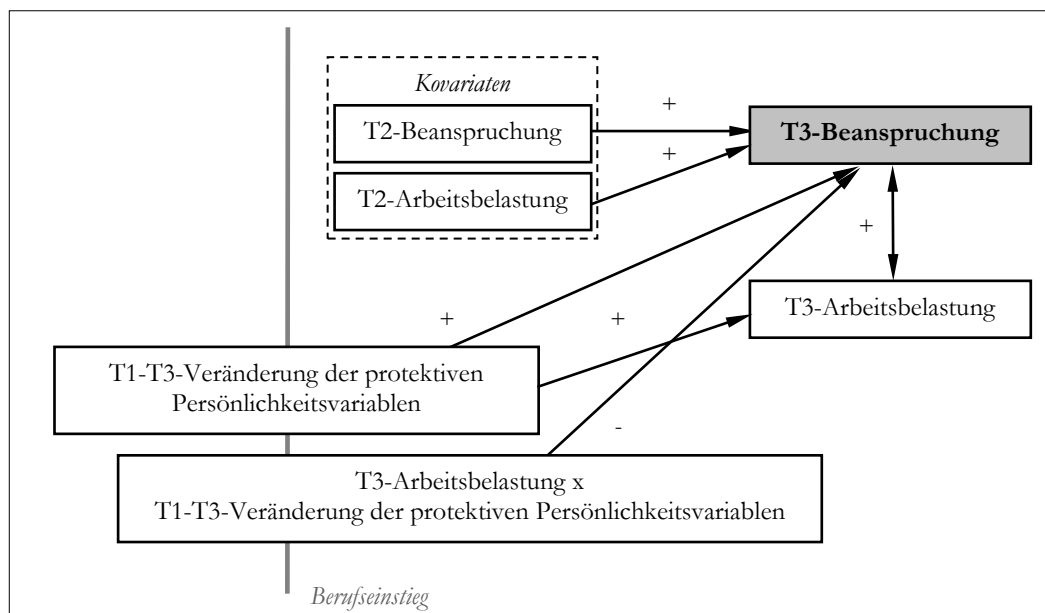 Kovariaten
+
T2-Beanspruchung
T3-Beanspruchung
+
T2-Arbeitsbelastung
+
T3-Arbeitsbelastung
+
+
T1-T3-Veränderung der protektiven
Persönlichkeitsvariablen
-
T3-Arbeitsbelastung x
T1-T3-Veränderung der protektiven Persönlichkeitsvariablen
Berufseinstieg